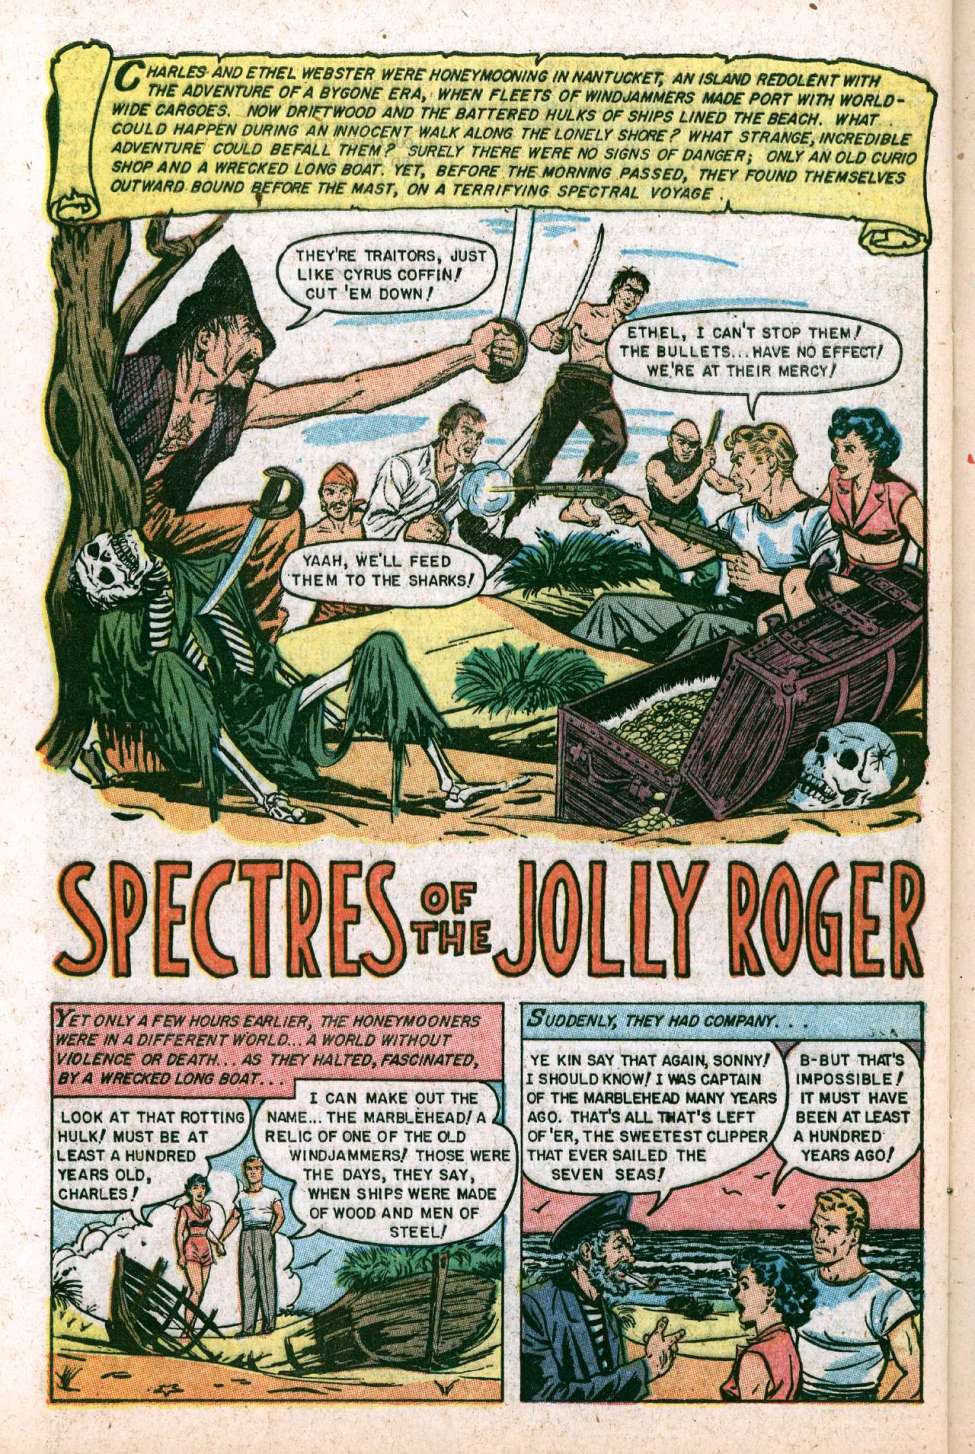 CHARLES AND ETHEL WEBSTER WERE HONEYMOONING IN NANTUCKET, AN ISLAND REDOLENT WITH
THE ADVENTURE OF A BYGONE ERA, WHEN FLEETS OF WINDJAMMERS MADE PORT WITH WORLD-
WIDE CARGOES. NOW DRIFTWOOD AND THE BATTERED HULKS OF SHIPS LINED THE BEACH. WHAT
COULD HAPPEN DURING AN INNOCENT WALK ALONG THE LONELY SHORE? WHAT STRANGE, INCREDIBLE
ADVENTURE COULD BEFALL THEM? SURELY THERE WERE NO SIGNS OF DANGER; ONLY AN OLD CURIO
SHOP AND A WRECKED LONG BOAT. YET, BEFORE THE MORNING PASSED, THEY FOUND THEMSELVES
OUTWARD BOUND BEFORE THE MAST, ON A TERRIFYING SPECTRAL VOYAGE.
THEY'RE TRAITORS, JUST
LIKE CYRUS COFFIN!
CUT 'EM DOWN!
ETHEL, I CAN'T STOP THEM!
THE BULLETS...HAVE NO EFFECT!
WE'RE AT THEIR MERCY!
YAAH, WE'LL FEED
THEM TO THE SHARKS!
SPECTRES OF THE JOLLY ROGER
YET ONLY A FEW HOURS EARLIER, THE HONEYMOONERS
WERE IN A DIFFERENT WORLD... A WORLD WITHOUT
VIOLENCE OR DEATH... AS THEY HALTED, FASCINATED,
BY A WRECKED LONG BOAT...
LOOK AT THAT ROTTING
HULK! MUST BE AT
LEAST A HUNDRED
YEARS OLD,
CHARLES!
I CAN MAKE OUT THE
NAME... THE MARBLEHEAD! A
RELIC OF ONE OF THE OLD
WINDJAMMERS! THOSE WERE
THE DAYS, THEY SAY,
WHEN SHIPS WERE MADE
OF WOOD AND MEN OF
STEEL!
SUDDENLY, THEY HAD COMPANY...
YE KIN SAY THAT AGAIN, SONNY!
I SHOULD KNOW! I WAS CAPTAIN
OF THE MARBLEHEAD MANY YEARS
AGO. THAT'S ALL THAT'S LEFT
OF 'ER, THE SWEETEST CLIPPER
THAT EVER SAILED THE
SEVEN SEAS!
B-BUT THAT'S
IMPOSSIBLE!
IT MUST HAVE
BEEN AT LEAST
A HUNDRED
YEARS AGO!